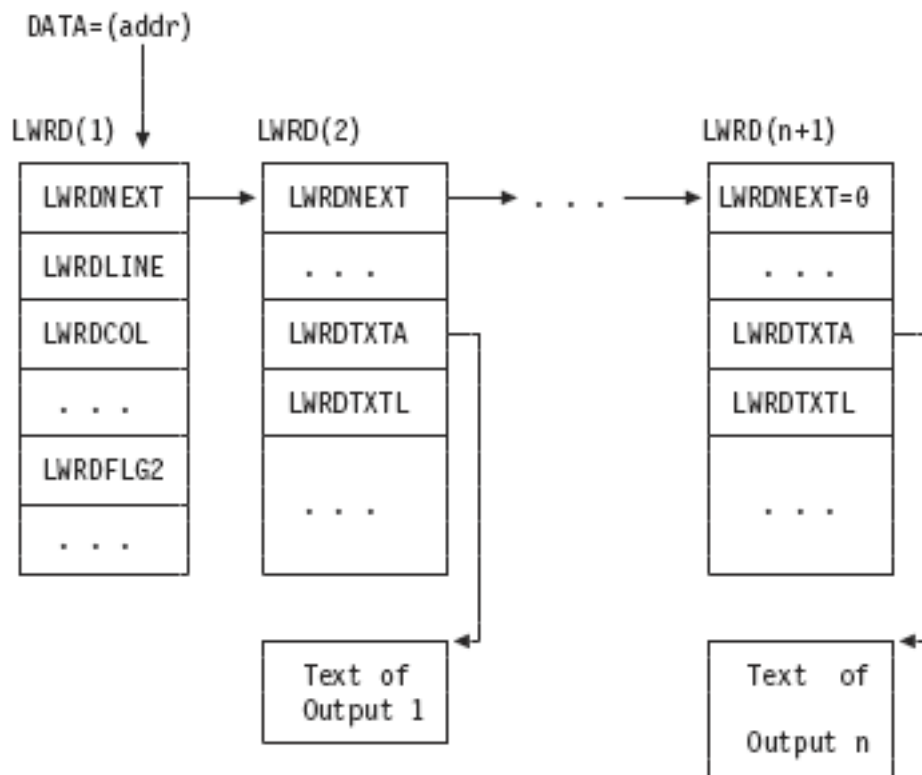 DATA=(addr)
LWRD(1)
LWRDNEXT
LWRDLINE
LWRDCOL
. . .
LWRDFLG2
. . .
LWRD(2)
LWRDNEXT
. . .
LWRDTXTA
LWRDTXTL
. . .
Text of
Output 1
. . .
LWRD(n+1)
LWRDNEXT=0
. . .
LWRDTXTA
LWRDTXTL
. . .
Text of
Output n